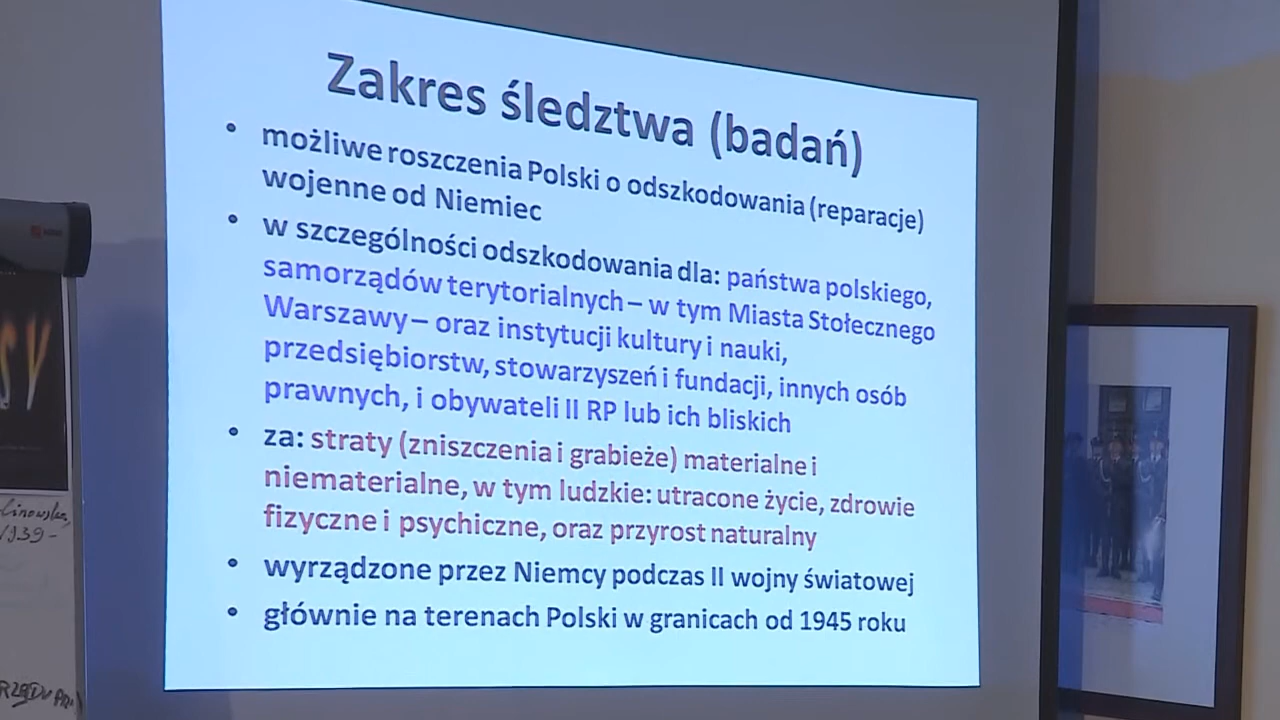 Zakres śledztwa (badań)
• możliwe roszczenia Polski o odszkodowania (reparacje)
wojenne od Niemiec
• w szczególności odszkodowania dla: państwa polskiego,
samorządów terytorialnych – w tym Miasta Stołecznego
Warszawy – oraz instytucji kultury i nauki,
przedsiębiorstw, stowarzyszeń i fundacji, innych osób
prawnych, i obywateli II RP lub ich bliskich
• za: straty (zniszczenia i grabieże) materialne i
niematerialne, w tym ludzkie: utracone życie, zdrowie
fizyczne i psychiczne, oraz przyrost naturalny
• wyrządzone przez Niemcy podczas II wojny światowej
• głównie na terenach Polski w granicach od 1945 roku
1939 -